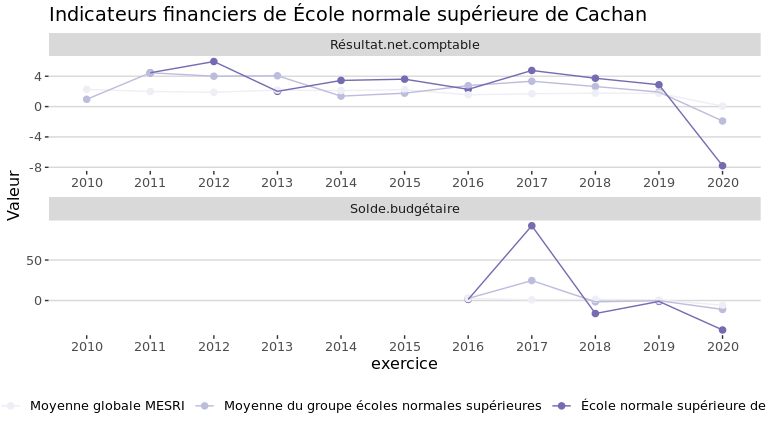 Indicateurs financiers de École normale supérieure de Cachan
Résultat.net.comptable
4
0
-4
-8
2010 2011 2012 2013 2014 2015 2016 2017 2018 2019 2020
Valeur
Solde.budgétaire
50
0
2010 2011 2012 2013 2014 2015 2016 2017 2018 2019 2020
exercice
Moyenne globale MESRI Moyenne du groupe écoles normales supérieures École normale supérieure de